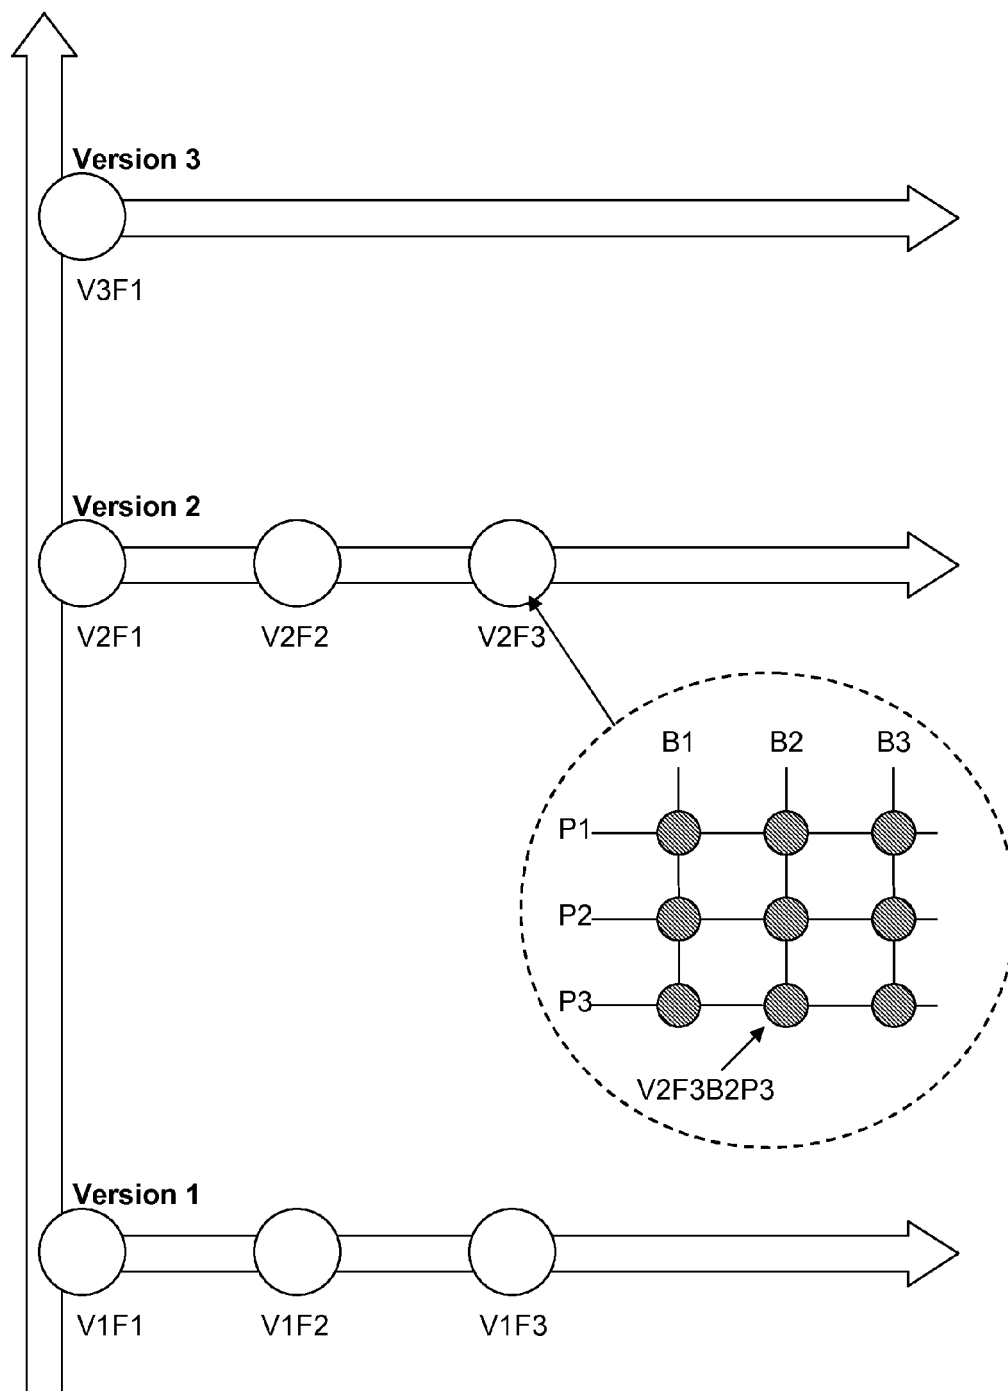 Version 3
V3F1
Version 2
V2F1 V2F2 V2F3
B1 B2 B3
P1
P2
P3
V2F3B2P3
Version 1
V1F1 V1F2 V1F3